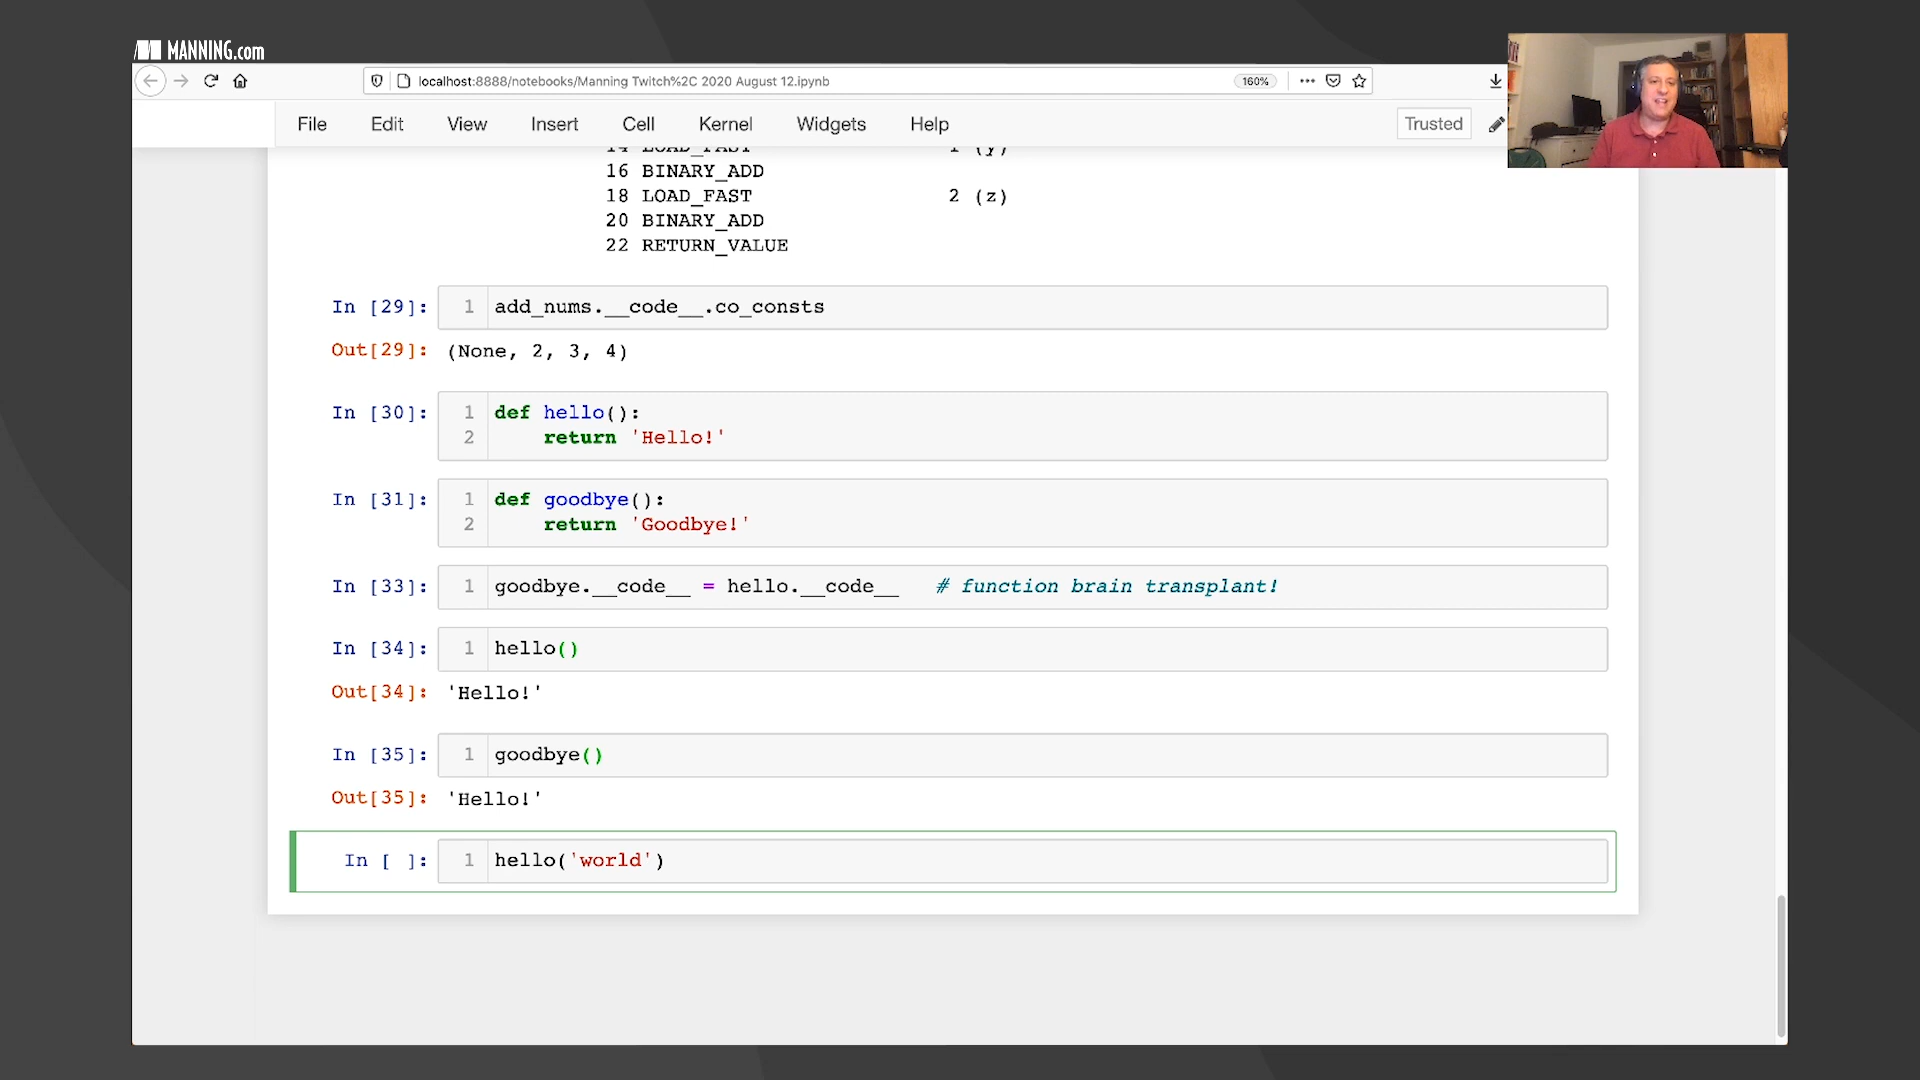 MANNING.com
localhost:8888/notebooks/Manning Twitch%2C 2020 August 12.ipynb 160%
File Edit View Insert Cell Kernel Widgets Help Trusted
14 LOAD_FAST 1 (y)
16 BINARY_ADD
18 LOAD_FAST 2 (z)
20 BINARY_ADD
22 RETURN_VALUE
In [29]: 1 add_nums.__code__.co_consts
Out[29]: (None, 2, 3, 4)
In [30]: 1 def hello():
2 return 'Hello!'
In [31]: 1 def goodbye():
2 return 'Goodbye!'
In [33]: 1 goodbye.__code__ = hello.__code__ # function brain transplant!
In [34]: 1 hello()
Out[34]: 'Hello!'
In [35]: 1 goodbye()
Out[35]: 'Hello!'
In [ ]: 1 hello('world')